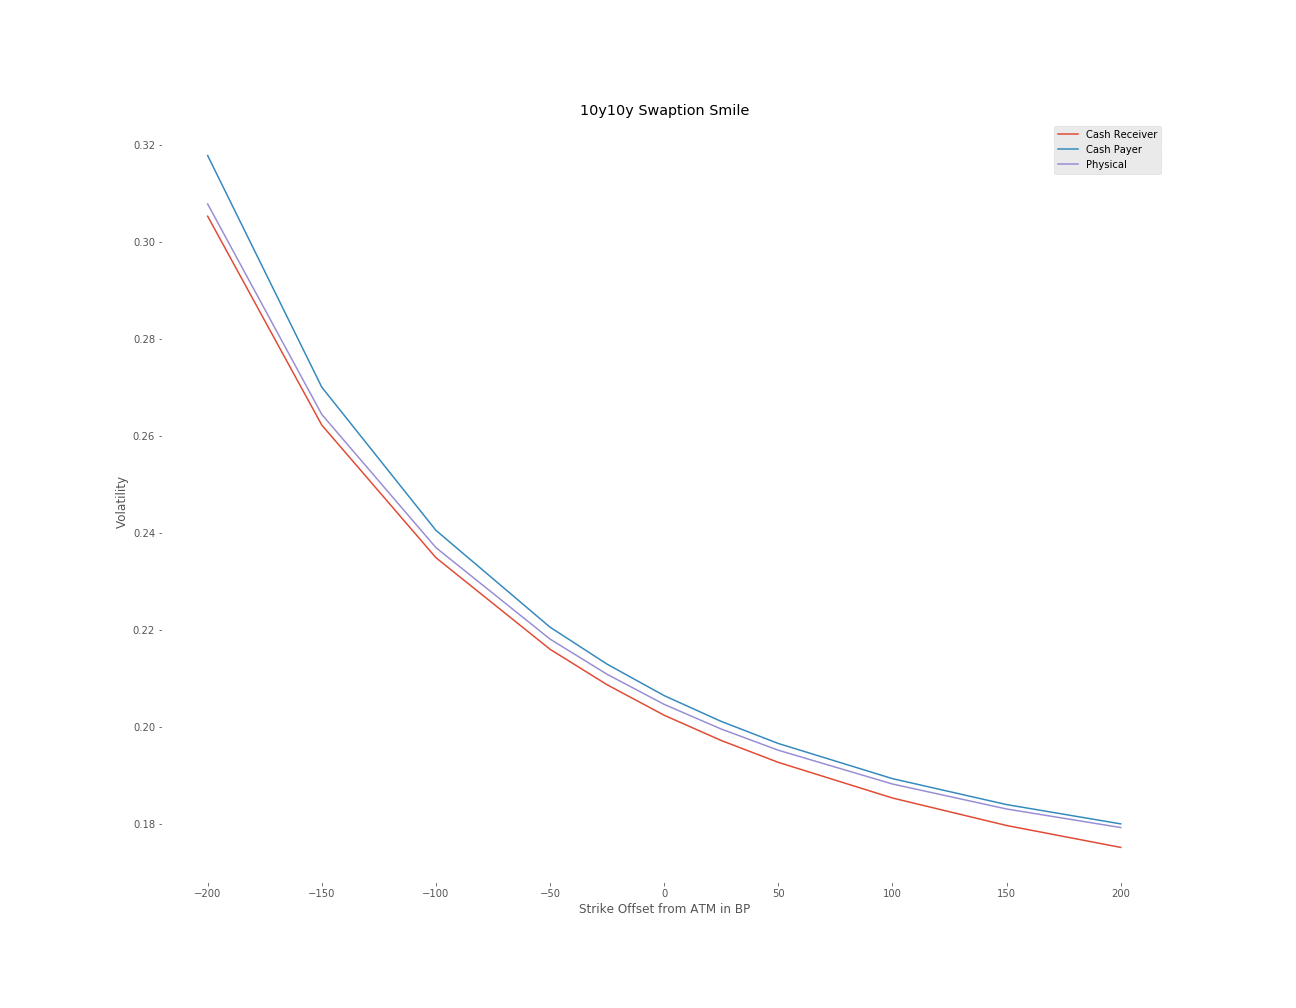 10y10y Swaption Smile
Cash Receiver
Cash Payer
Physical
0.32
0.30
0.28
0.26
0.24
0.22
0.20
0.18
Volatility
−200
−150
−100
−50
0
50
100
150
200
Strike Offset from ATM in BP